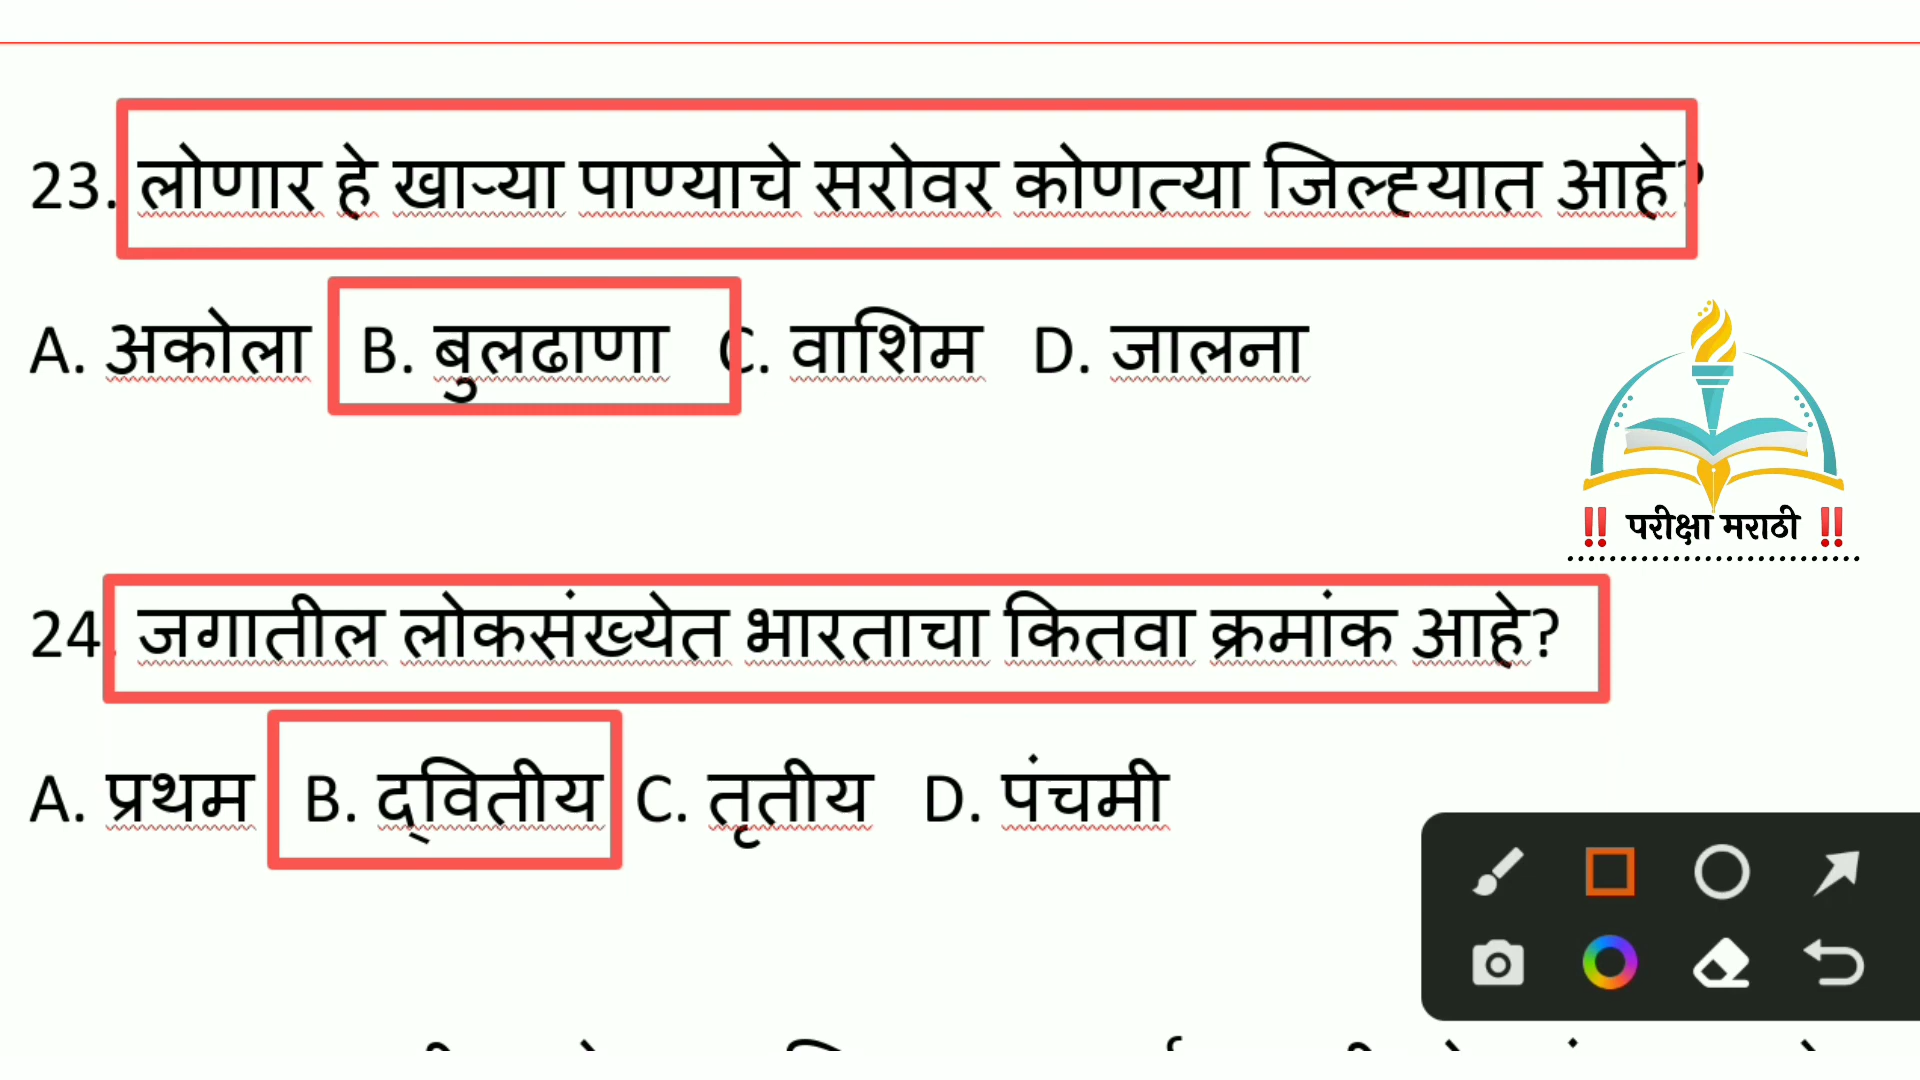 23. लोणार हे खाऱ्या पाण्याचे सरोवर कोणत्या जिल्ह्यात आहे?
A. अकोला B. बुलढाणा C. वाशिम D. जालना
‼ परीक्षा मराठी ‼
24. जगातील लोकसंख्येत भारताचा कितवा क्रमांक आहे?
A. प्रथम B. द्वितीय C. तृतीय D. पंचमी